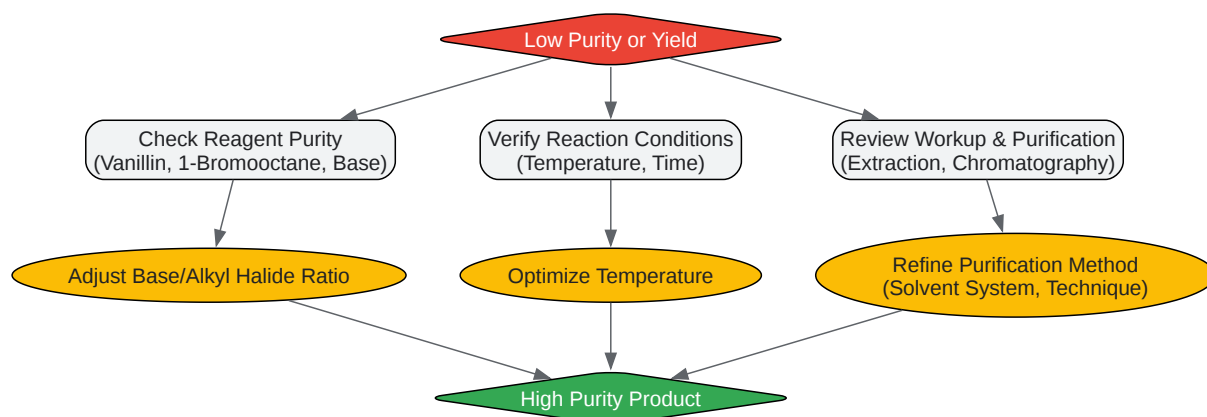 Low Purity or Yield
Check Reagent Purity
(Vanillin, 1-Bromooctane, Base)
Verify Reaction Conditions
(Temperature, Time)
Review Workup & Purification
(Extraction, Chromatography)
Adjust Base/Alkyl Halide Ratio
Optimize Temperature
Refine Purification Method
(Solvent System, Technique)
High Purity Product